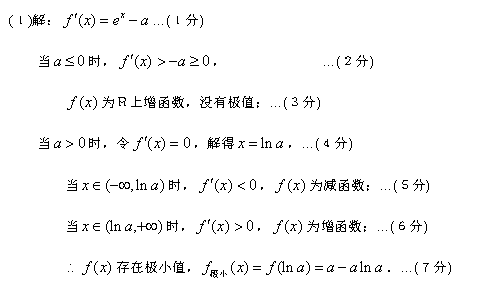 (1)解：f′(x)=eˣ−a…(1分)
当a≤0时，f′(x)>−a≥0， …(2分)
f(x)为R上增函数，没有极值；…(3分)
当a>0时，令f′(x)=0，解得x=ln a．…(4分)
当x∈(−∞,ln a)时，f′(x)<0，f(x)为减函数；…(5分)
当x∈(ln a,+∞)时，f′(x)>0，f(x)为增函数；…(6分)
∴f(x)存在极小值，f极小(x)=f(ln a)=a−a ln a．…(7分)